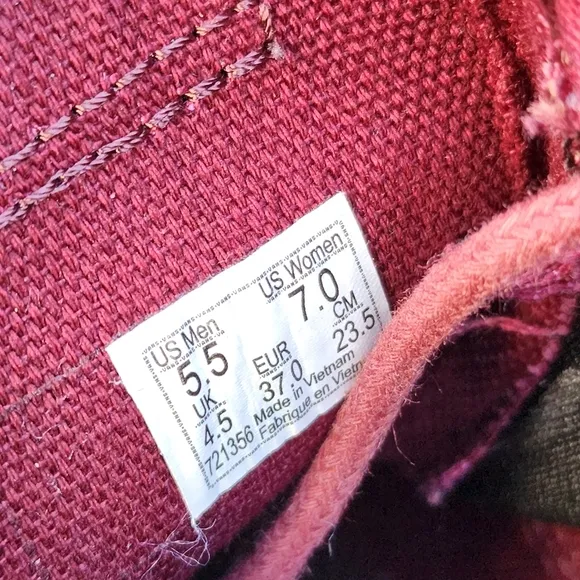 US Men US Women
5.5 7.0
UK EUR CM.
4.5 37.0 23.5
721356 Made in Vietnam
Fabriqué en